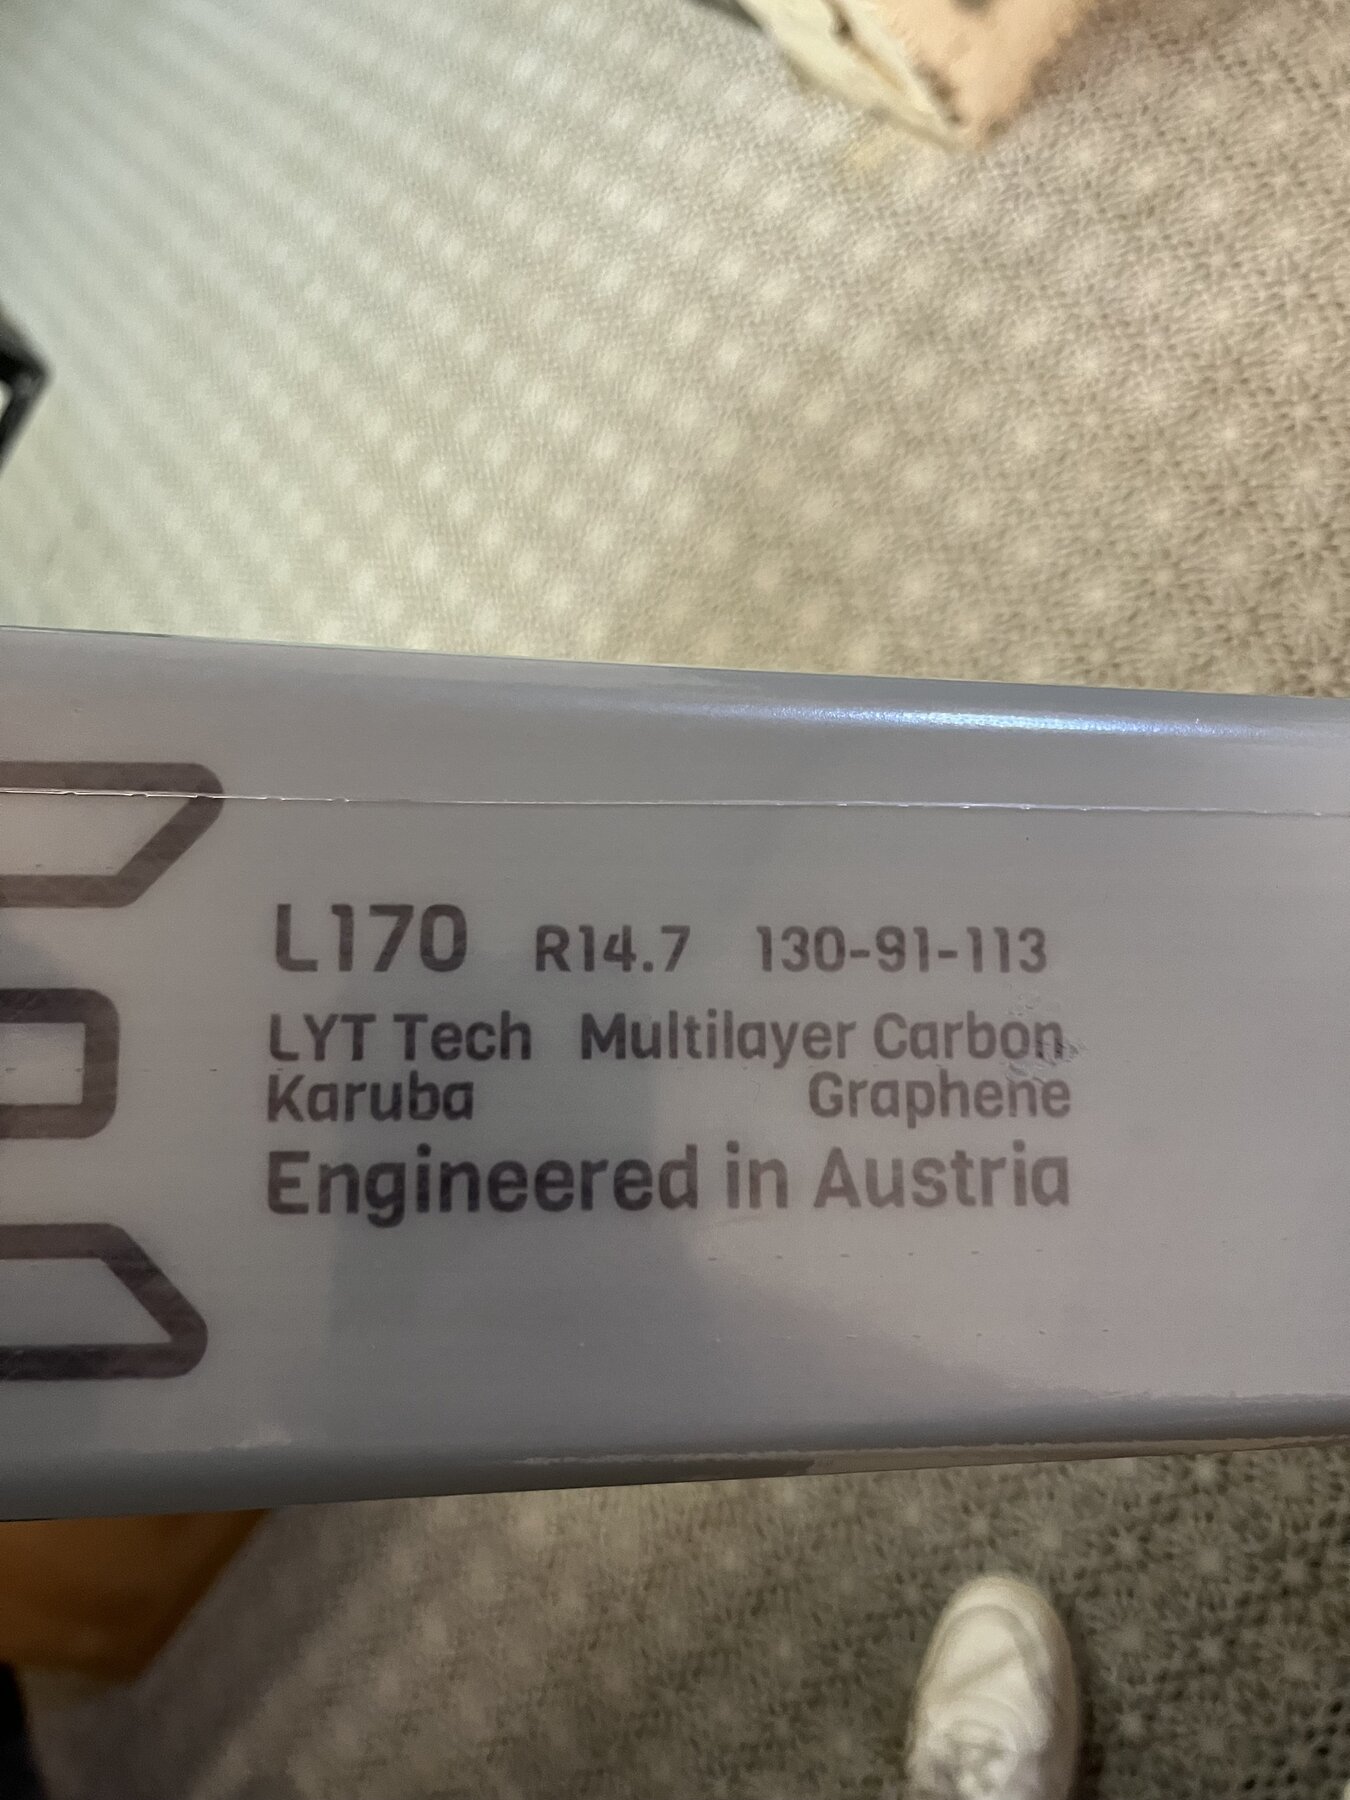 L170 R14.7 130-91-113
LYT Tech Multilayer Carbon
Karuba Graphene
Engineered in Austria